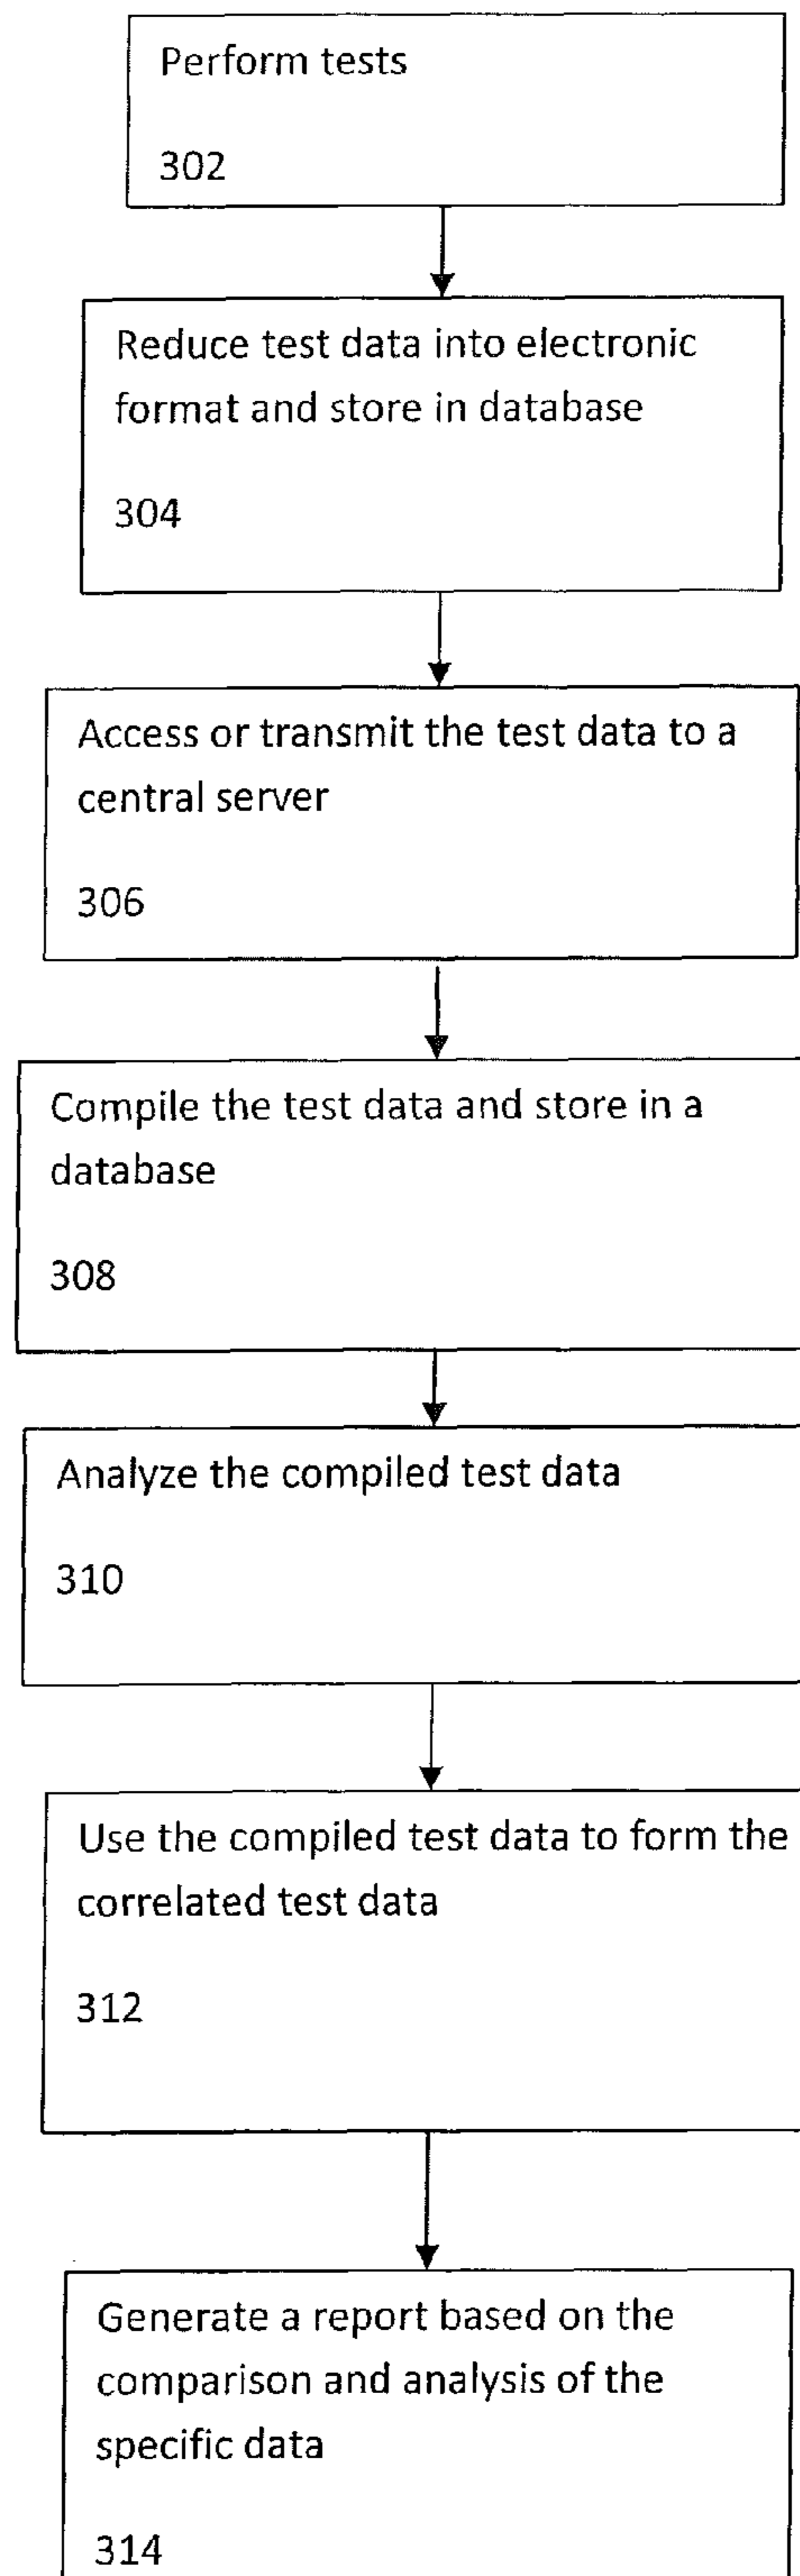 Perform tests
302
Reduce test data into electronic
format and store in database
304
Access or transmit the test data to a
central server
306
Compile the test data and store in a
database
308
Analyze the compiled test data
310
Use the compiled test data to form the
correlated test data
312
Generate a report based on the
comparison and analysis of the
specific data
314